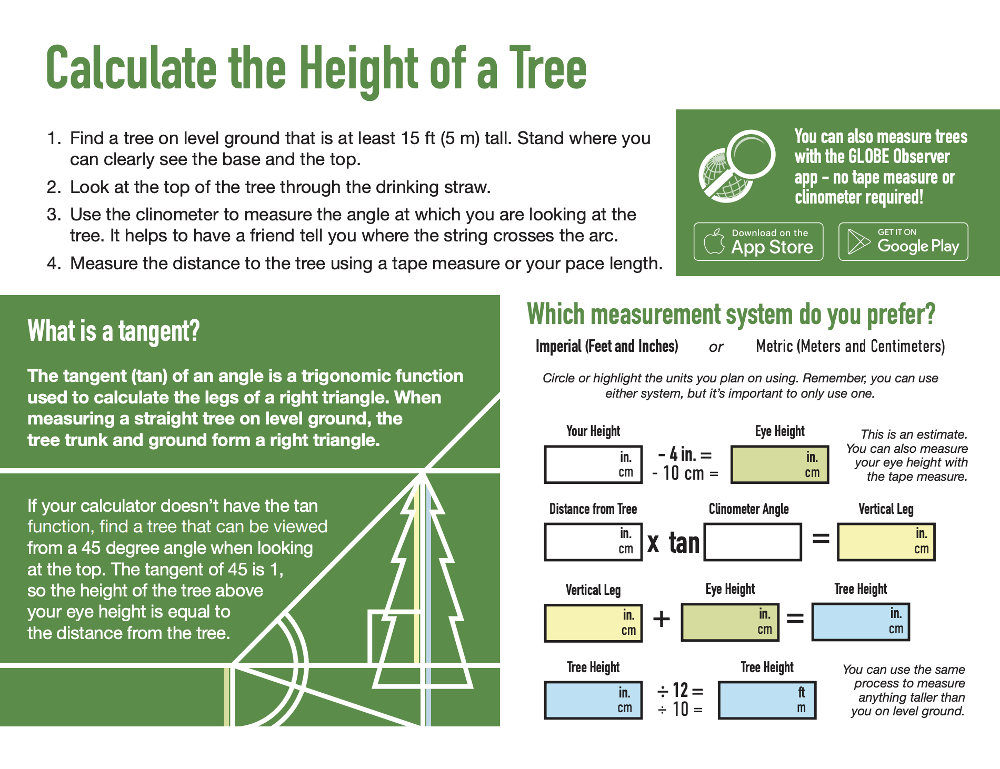 Calculate the Height of a Tree
1. Find a tree on level ground that is at least 15 ft (5 m) tall. Stand where you
can clearly see the base and the top.
2. Look at the top of the tree through the drinking straw.
3. Use the clinometer to measure the angle at which you are looking at the
tree. It helps to have a friend tell you where the string crosses the arc.
4. Measure the distance to the tree using a tape measure or your pace length.
You can also measure trees
with the GLOBE Observer
app – no tape measure or
clinometer required!
Download on the
App Store
GET IT ON
Google Play
What is a tangent?
The tangent (tan) of an angle is a trigonomic function
used to calculate the legs of a right triangle. When
measuring a straight tree on level ground, the
tree trunk and ground form a right triangle.
If your calculator doesn’t have the tan
function, find a tree that can be viewed
from a 45 degree angle when looking
at the top. The tangent of 45 is 1,
so the height of the tree above
your eye height is equal to
the distance from the tree.
Which measurement system do you prefer?
Imperial (Feet and Inches) or Metric (Meters and Centimeters)
Circle or highlight the units you plan on using. Remember, you can use
either system, but it’s important to only use one.
Your Height Eye Height
in. - 4 in. = in.
cm - 10 cm = cm
This is an estimate.
You can also measure
your eye height with
the tape measure.
Distance from Tree Clinometer Angle Vertical Leg
in. in.
cm x tan = cm
Vertical Leg Eye Height Tree Height
in. in. in.
cm + cm = cm
Tree Height Tree Height
in. ÷ 12 = ft
cm ÷ 10 = m
You can use the same
process to measure
anything taller than
you on level ground.